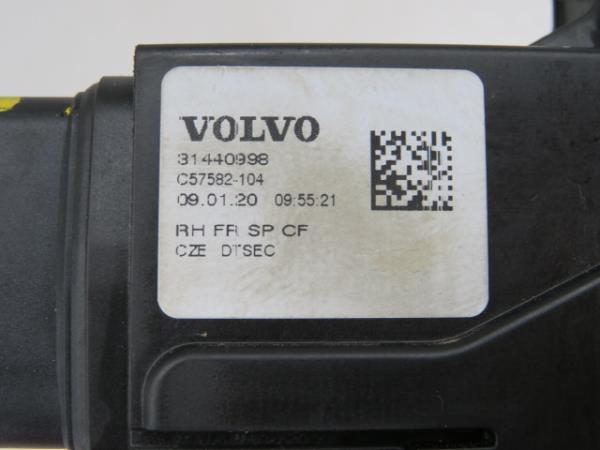 VOLVO
31440998
C57582-104
09.01.20 09:55:21
RH FR SP CF
CZE DTSEC